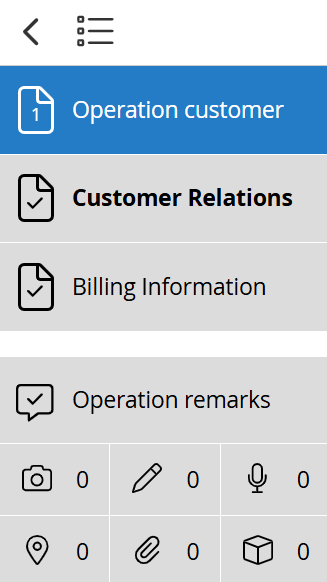 1 Operation customer
Customer Relations
Billing Information
Operation remarks
0 0 0
0 0 0